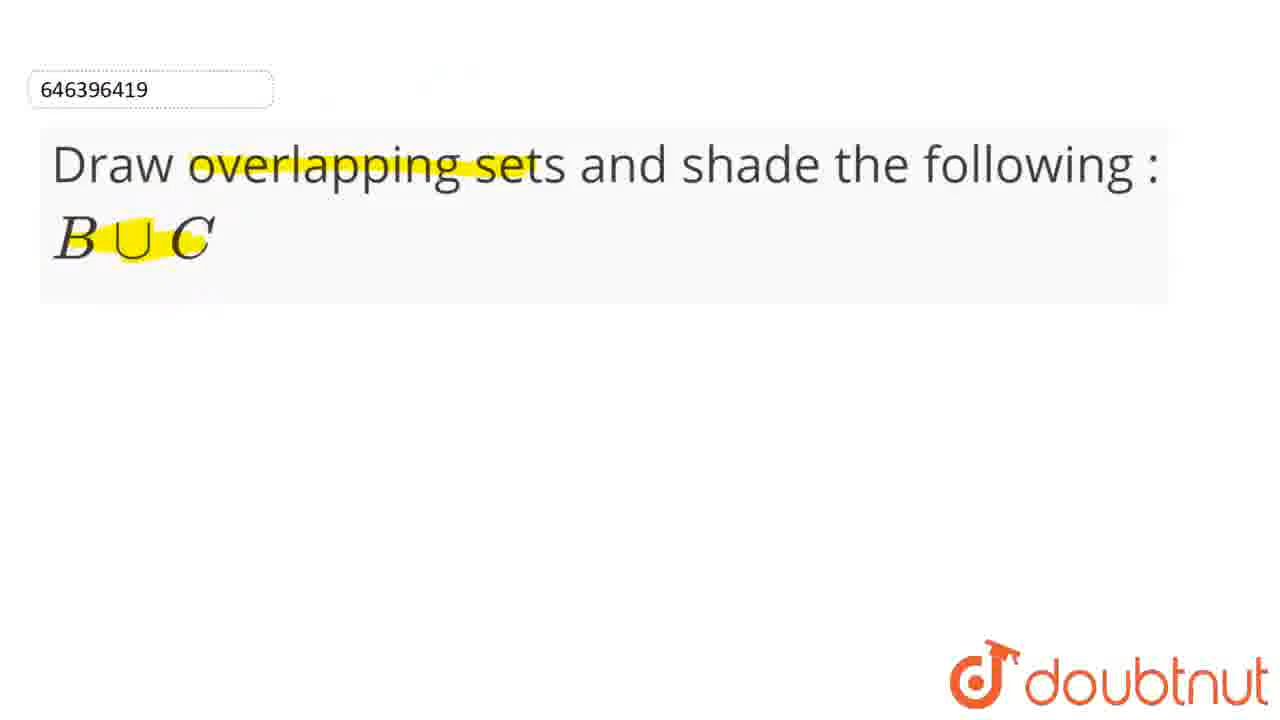 646396419
Draw overlapping sets and shade the following :
B ∪ C
doubtnut